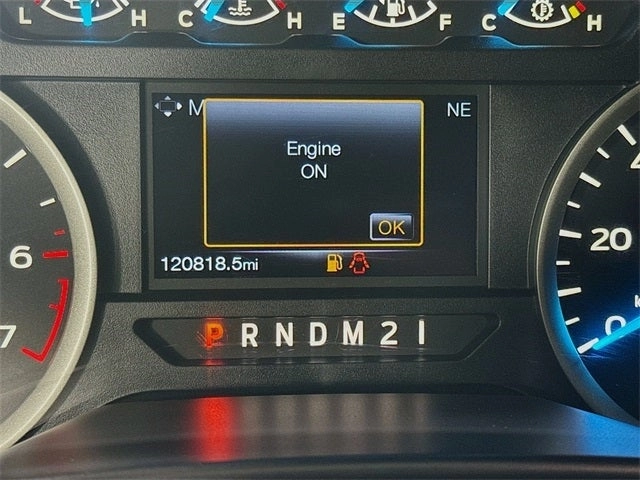 L H C H E F C H
M NE
Engine
ON
OK
120818.5mi
6
7
20
0
P R N D M 2 1